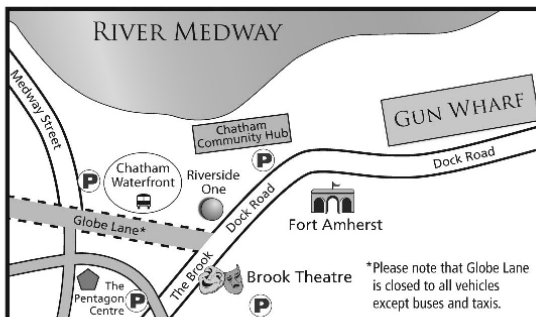 RIVER MEDWAY
Medway Street
GUN WHARF
Chatham
Community Hub
P
Dock Road
P
Chatham
Waterfront
Riverside
One
Dock Road
Fort Amherst
Globe Lane*
The Brook
Brook Theatre
The
Pentagon
Centre
P
P
*Please note that Globe Lane
is closed to all vehicles
except buses and taxis.